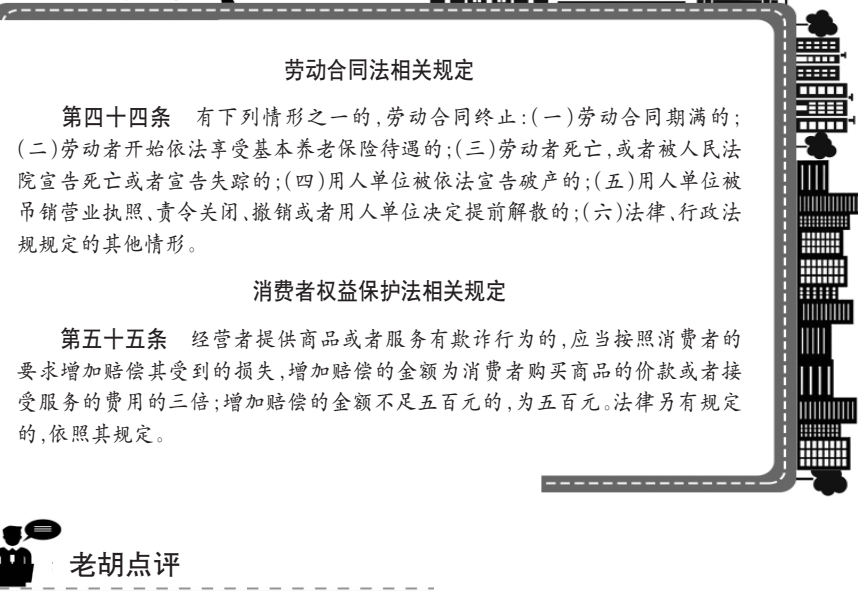 劳动合同法相关规定
第四十四条 有下列情形之一的,劳动合同终止:(一)劳动合同期满的;
(二)劳动者开始依法享受基本养老保险待遇的;(三)劳动者死亡,或者被人民法
院宣告死亡或者宣告失踪的;(四)用人单位被依法宣告破产的;(五)用人单位被
吊销营业执照、责令关闭、撤销或者用人单位决定提前解散的;(六)法律、行政法
规规定的其他情形。
消费者权益保护法相关规定
第五十五条 经营者提供商品或者服务有欺诈行为的,应当按照消费者的
要求增加赔偿其受到的损失,增加赔偿的金额为消费者购买商品的价款或者接
受服务的费用的三倍;增加赔偿的金额不足五百元的,为五百元。法律另有规定
的,依照其规定。
老胡点评